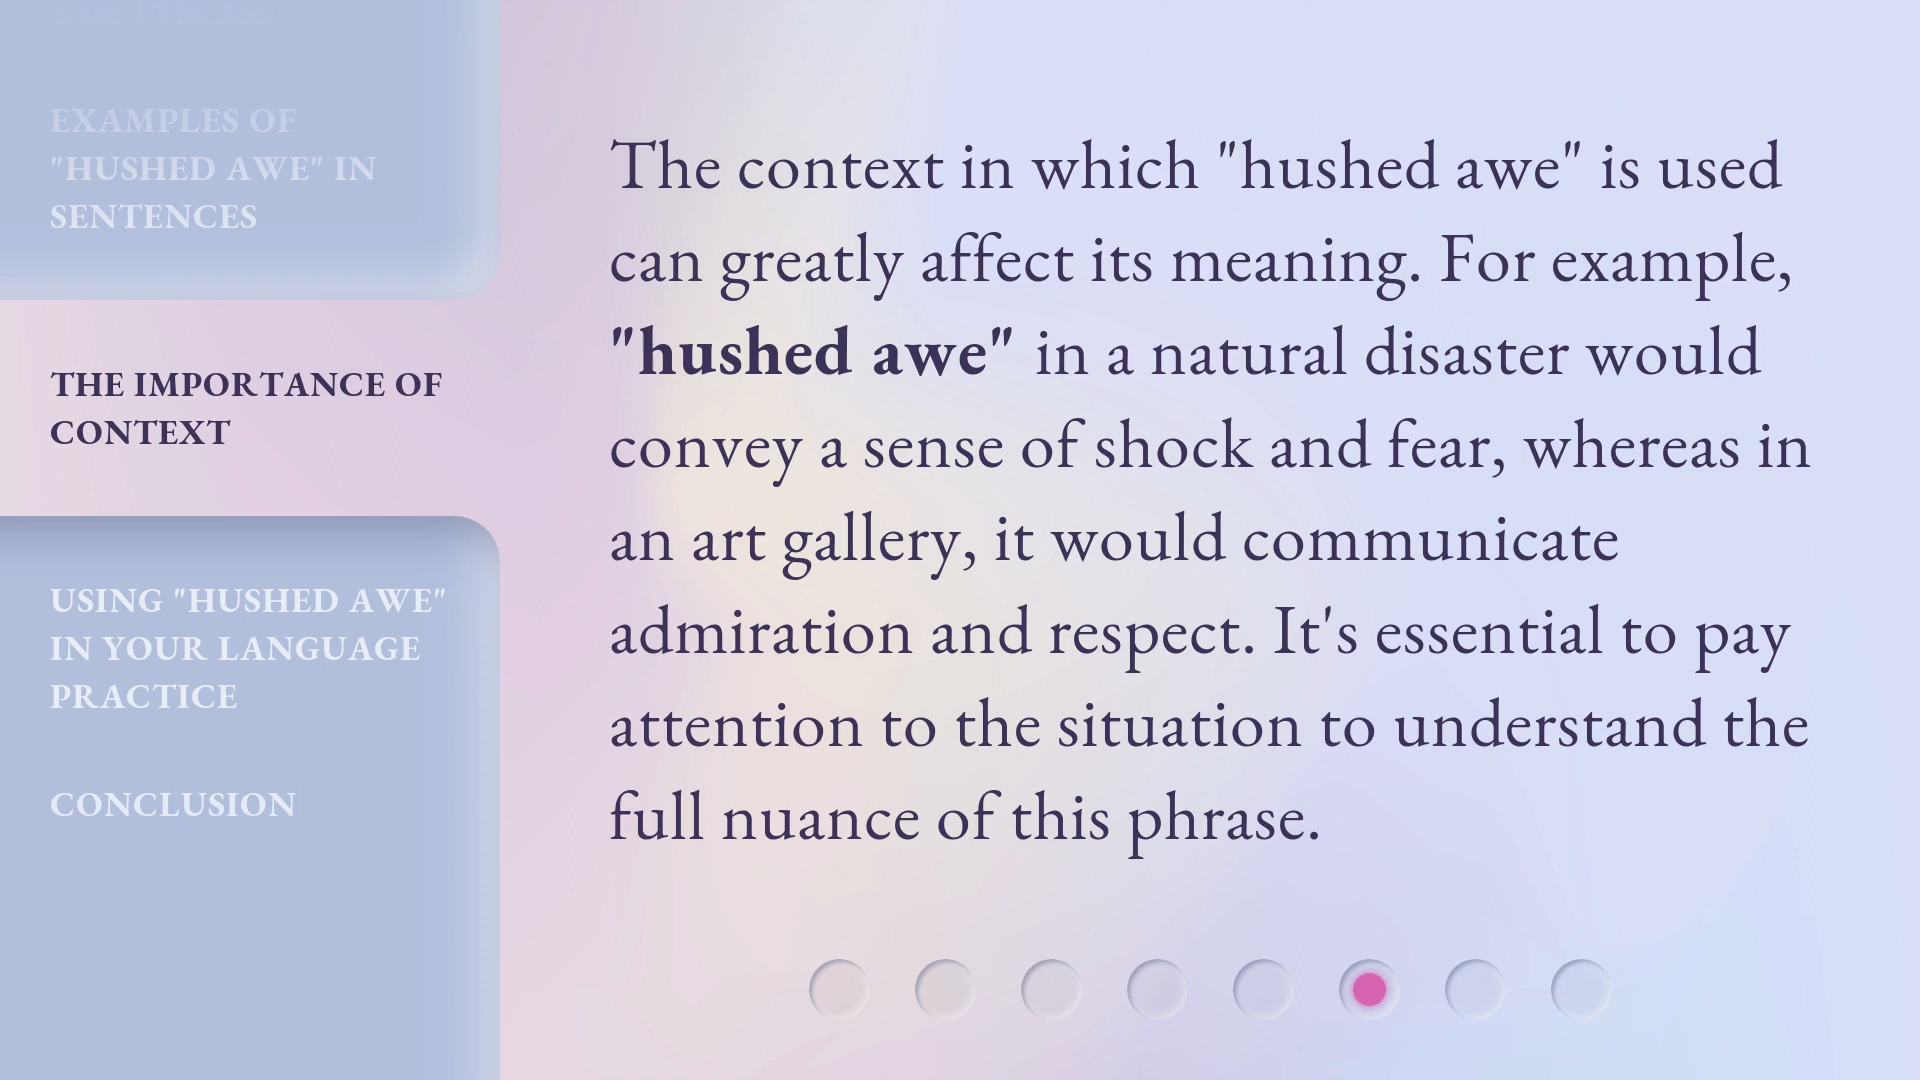 EXAMPLES OF
"HUSHED AWE" IN
SENTENCES
THE IMPORTANCE OF
CONTEXT
USING "HUSHED AWE"
IN YOUR LANGUAGE
PRACTICE
CONCLUSION
The context in which "hushed awe" is used
can greatly affect its meaning. For example,
"hushed awe" in a natural disaster would
convey a sense of shock and fear, whereas in
an art gallery, it would communicate
admiration and respect. It's essential to pay
attention to the situation to understand the
full nuance of this phrase.